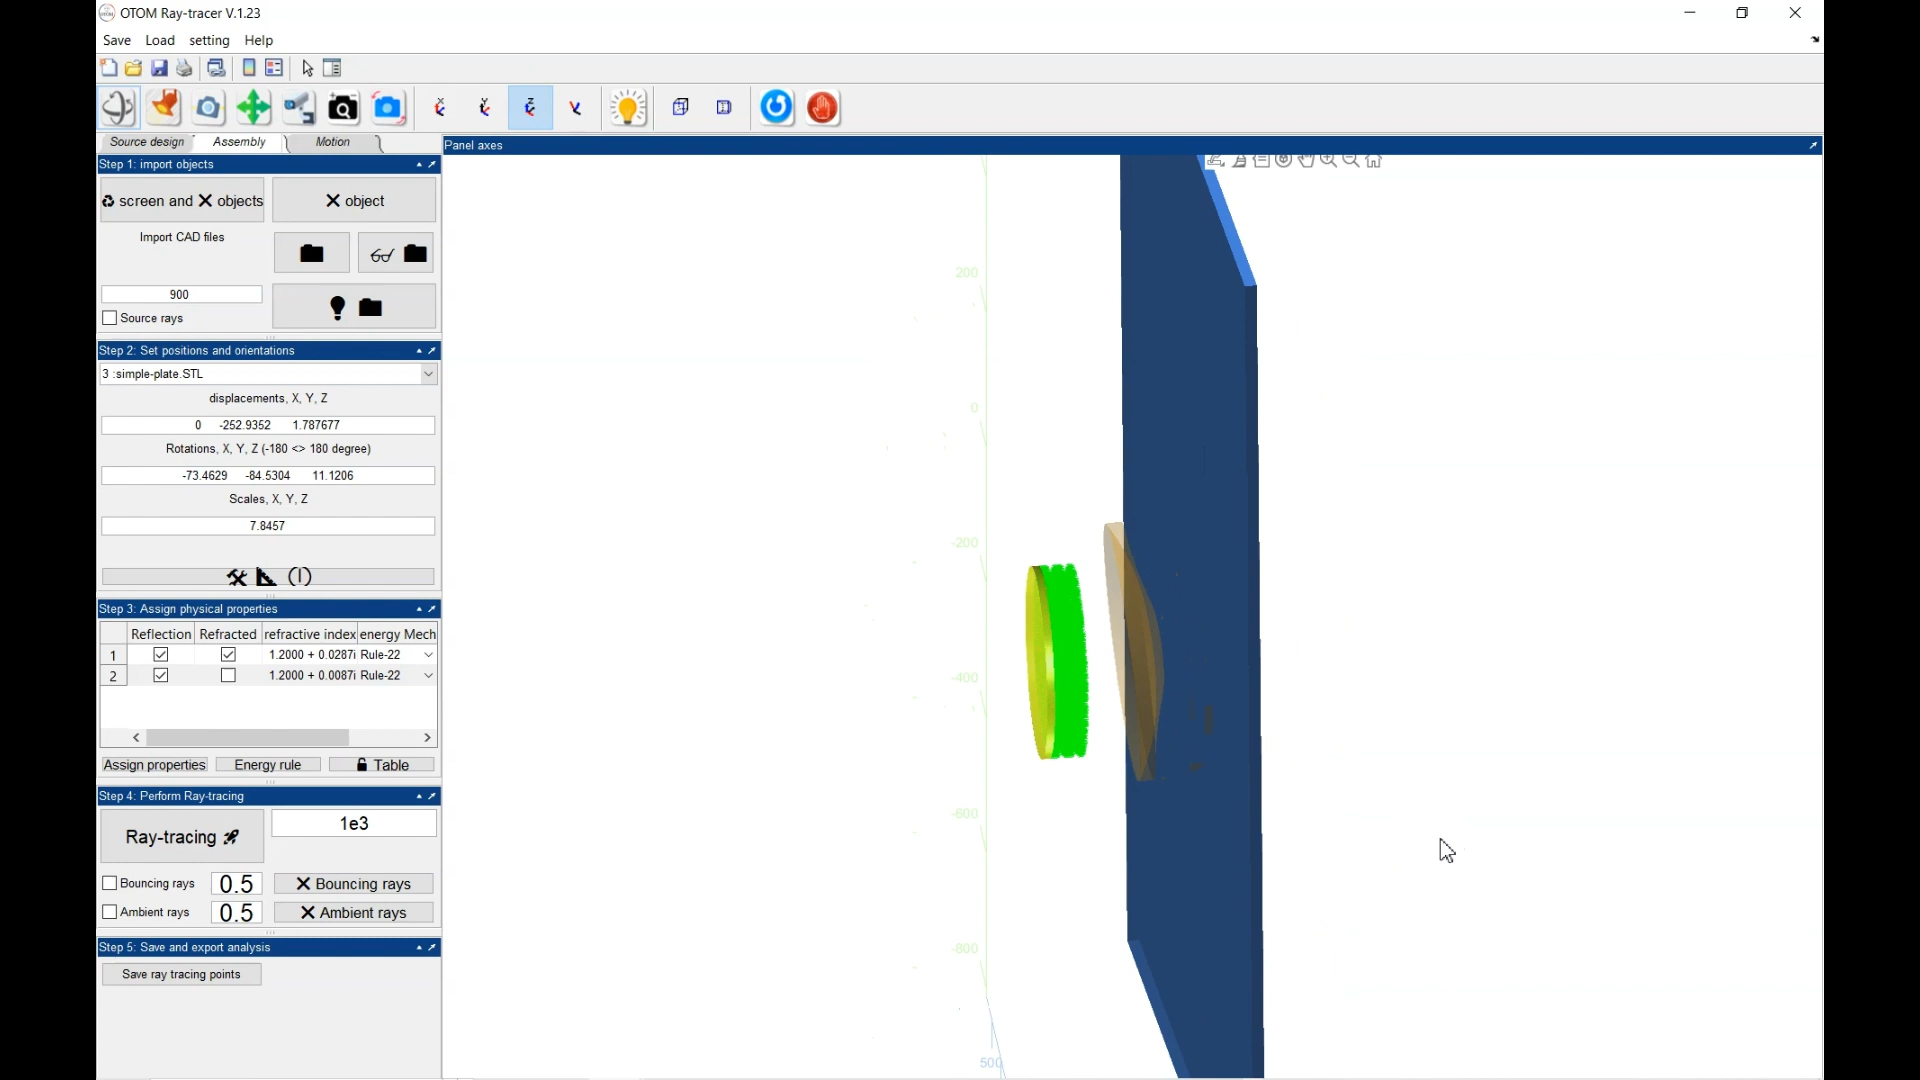 OTOM Ray-tracer V.1.23
Save Load setting Help
Source design Assembly Motion
Panel axes
Step 1: import objects
screen and objects
object
Import CAD files
900
Source rays
Step 2: Set positions and orientations
3 :simple-plate.STL
displacements, X, Y, Z
0 -252.9352 1.787677
Rotations, X, Y, Z (-180 <> 180 degree)
-73.4629 -84.5304 11.1206
Scales, X, Y, Z
7.8457
Step 3: Assign physical properties
Reflection Refracted refractive index energy Mech
1 1.2000 + 0.0287i Rule-22
2 1.2000 + 0.0087i Rule-22
Assign properties Energy rule Table
Step 4: Perform Ray-tracing
Ray-tracing 1e3
Bouncing rays 0.5 Bouncing rays
Ambient rays 0.5 Ambient rays
Step 5: Save and export analysis
Save ray tracing points
200
0
-200
-400
-600
-800
500